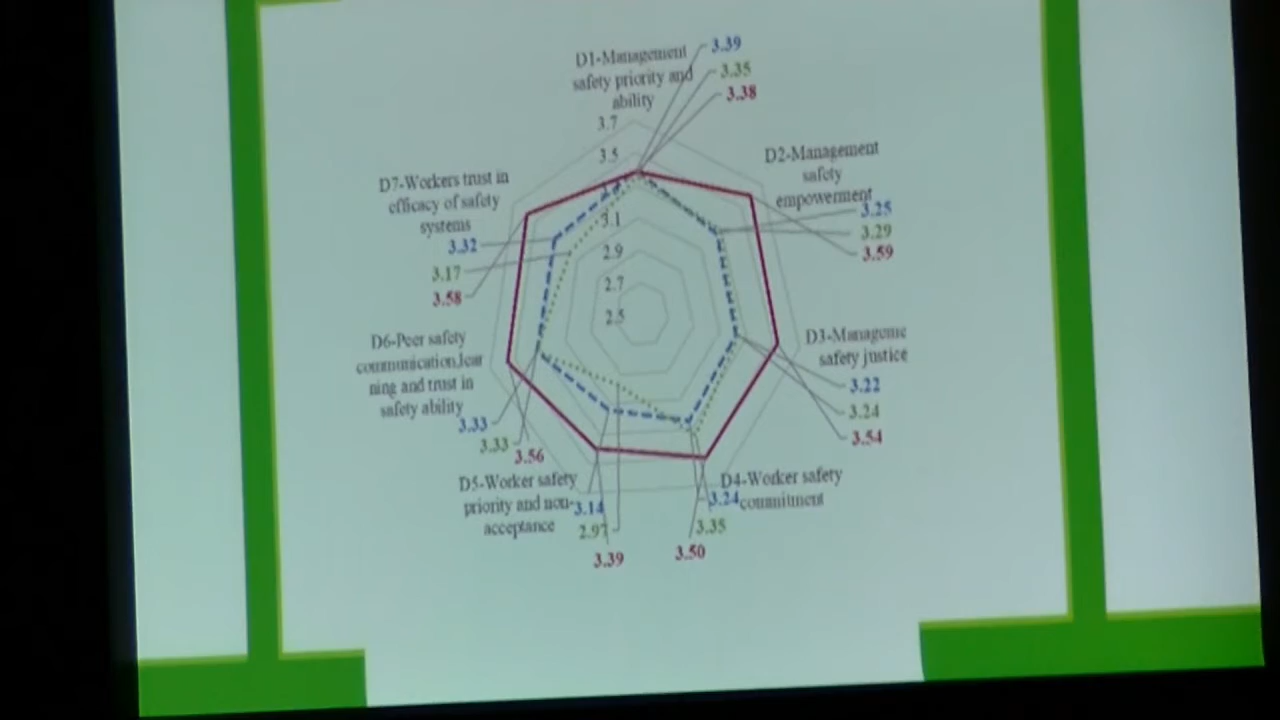 D1-Management
safety priority and
ability
3.39
3.35
3.38
3.7
3.5
3.1
2.9
2.7
2.5
D2-Management
safety
empowerment
3.25
3.29
3.59
D3-Manageme
safety justice
3.22
3.24
3.54
D4-Worker safety
commitment
3.24
3.35
3.50
D5-Worker safety
priority and non-
acceptance
3.14
2.97
3.39
D6-Peer safety
communication,lear
ning and trust in
safety ability
3.33
3.33
3.56
D7-Workers trust in
efficacy of safety
systems
3.32
3.17
3.58